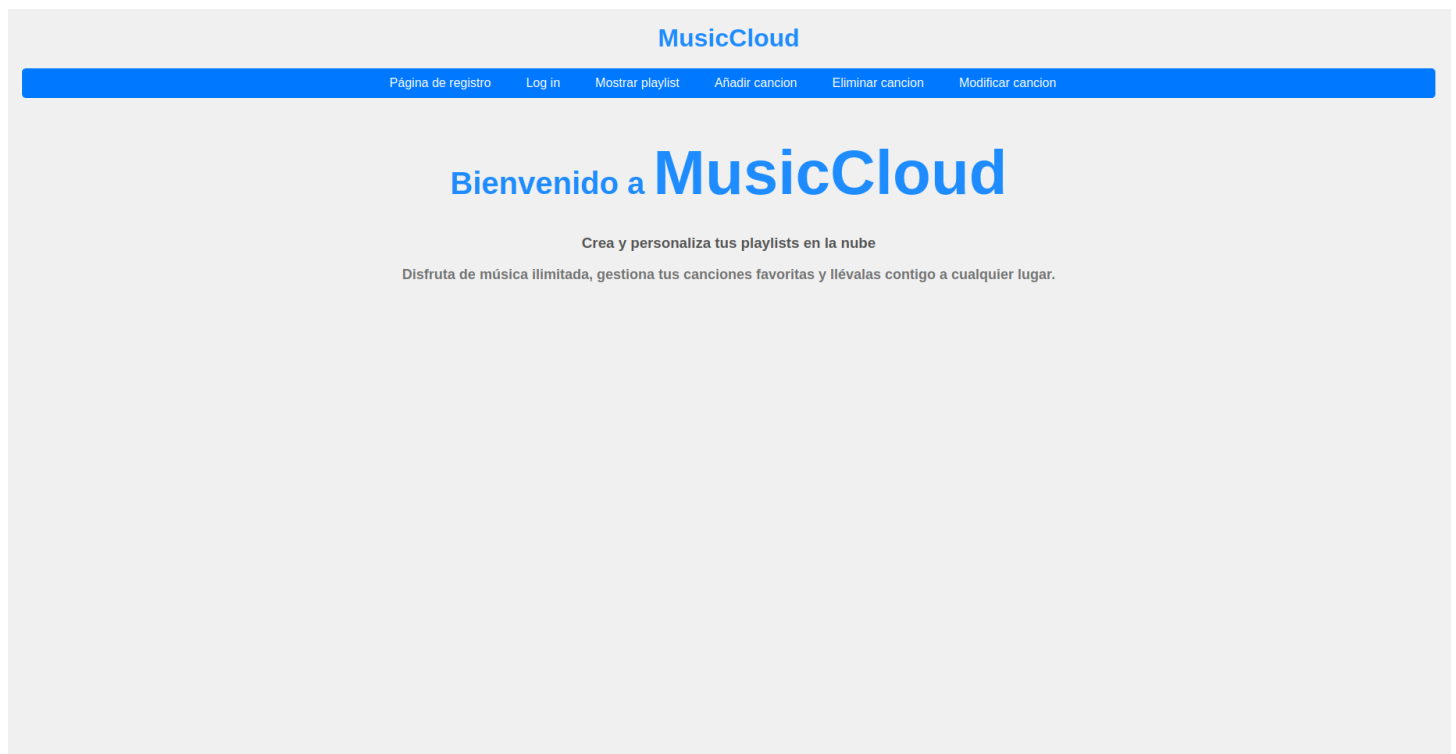 MusicCloud
Página de registro Log in Mostrar playlist Añadir cancion Eliminar cancion Modificar cancion
Bienvenido a MusicCloud
Crea y personaliza tus playlists en la nube
Disfruta de música ilimitada, gestiona tus canciones favoritas y llévalas contigo a cualquier lugar.